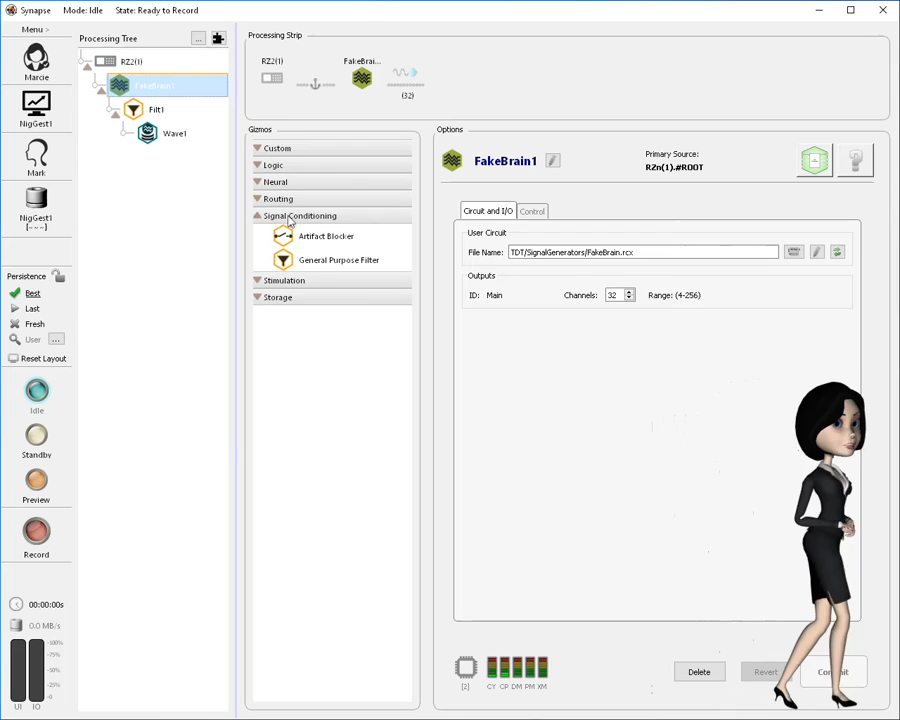 Synapse Mode: Idle State: Ready to Record
Menu >
Marcie
NigGest1
Mark
NigGest1
[~~~]
Persistence
Best
Last
Fresh
User ...
Reset Layout
Idle
Standby
Preview
Record
00:00:00s
0.0 MB/s
-100%
-75%
-50%
-25%
-0
UI IO
Processing Tree ...
RZ2(1)
FakeBrain1
Filt1
Wave1
Processing Strip
RZ2(1) FakeBrai...
(32)
Gizmos
Custom
Logic
Neural
Routing
Signal Conditioning
Artifact Blocker
General Purpose Filter
Stimulation
Storage
Options
FakeBrain1
Primary Source:
RZn(1).#ROOT
Circuit and I/O Control
User Circuit
File Name: TDT/SignalGenerators/FakeBrain.rcx
Outputs
ID: Main Channels: 32 Range: (4-256)
[2] CY CP DM PM XM
Delete Revert Commit